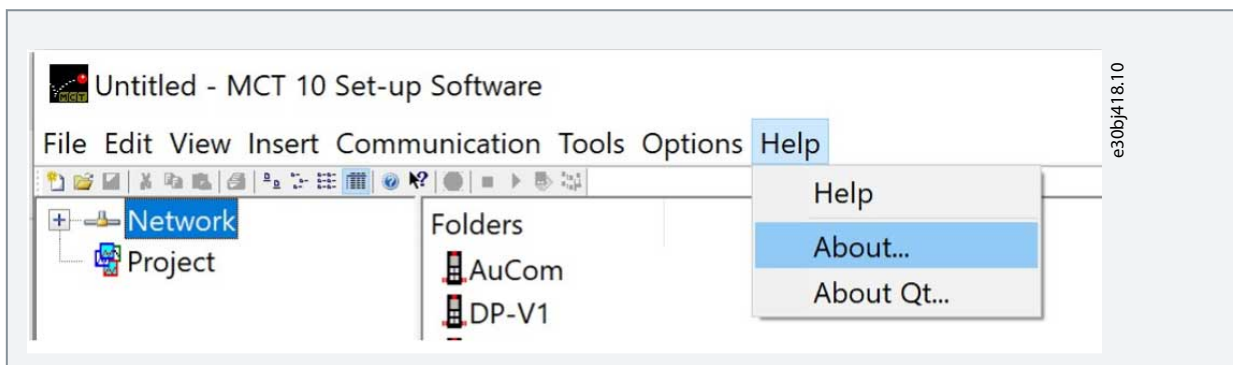 Untitled - MCT 10 Set-up Software
File Edit View Insert Communication Tools Options Help
Help
About...
About Qt...
Network
Project
Folders
AuCom
DP-V1
e30bj418.10